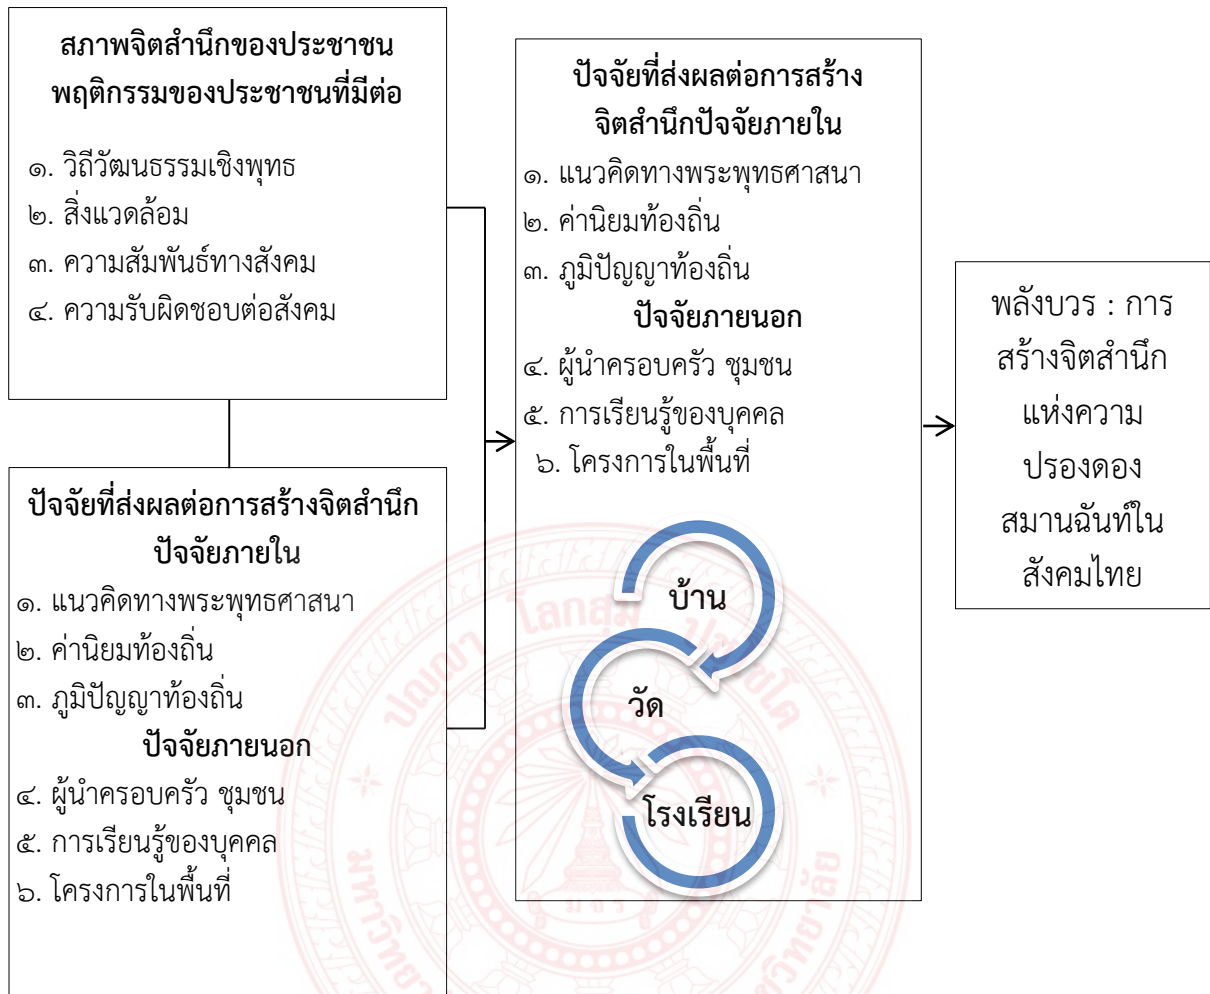 สภาพจิตสำนึกของประชาชน
พฤติกรรมของประชาชนที่มีต่อ
๑. วิถีวัฒนธรรมเชิงพุทธ
๒. สิ่งแวดล้อม
๓. ความสัมพันธ์ทางสังคม
๔. ความรับผิดชอบต่อสังคม
ปัจจัยที่ส่งผลต่อการสร้างจิตสำนึก
ปัจจัยภายใน
๑. แนวคิดทางพระพุทธศาสนา
๒. ค่านิยมท้องถิ่น
๓. ภูมิปัญญาท้องถิ่น
ปัจจัยภายนอก
๔. ผู้นำครอบครัว ชุมชน
๕. การเรียนรู้ของบุคคล
๖. โครงการในพื้นที่
ปัจจัยที่ส่งผลต่อการสร้าง
จิตสำนึกปัจจัยภายใน
๑. แนวคิดทางพระพุทธศาสนา
๒. ค่านิยมท้องถิ่น
๓. ภูมิปัญญาท้องถิ่น
ปัจจัยภายนอก
๔. ผู้นำครอบครัว ชุมชน
๕. การเรียนรู้ของบุคคล
๖. โครงการในพื้นที่
บ้าน
วัด
โรงเรียน
พลังบวร : การ
สร้างจิตสำนึก
แห่งความ
ปรองดอง
สมานฉันท์ใน
สังคมไทย